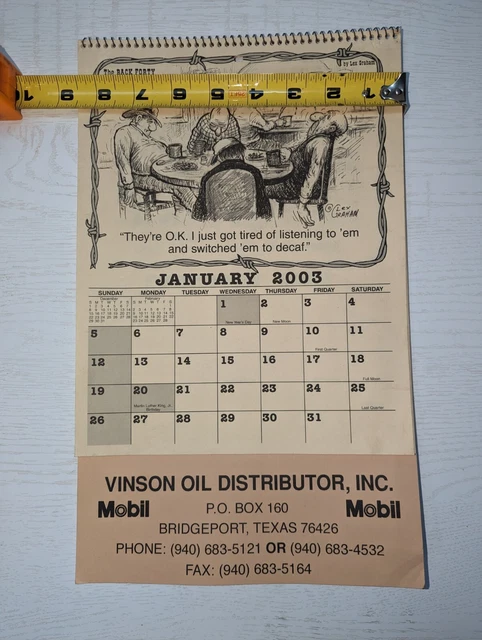 The BACK FORTY
by Lex Graham
1 2 3 4 5 6 7 8 9
© LEX GRAHAM
"They're O.K. I just got tired of listening to 'em
and switched 'em to decaf."
JANUARY 2003
SUNDAY MONDAY TUESDAY WEDNESDAY THURSDAY FRIDAY SATURDAY
December February
1 2 3 4
New Year's Day New Moon
5 6 7 8 9 10 11
First Quarter
12 13 14 15 16 17 18
Full Moon
19 20 21 22 23 24 25
Martin Luther King, Jr. Last Quarter
Birthday
26 27 28 29 30 31
VINSON OIL DISTRIBUTOR, INC.
Mobil P.O. BOX 160 Mobil
BRIDGEPORT, TEXAS 76426
PHONE: (940) 683-5121 OR (940) 683-4532
FAX: (940) 683-5164